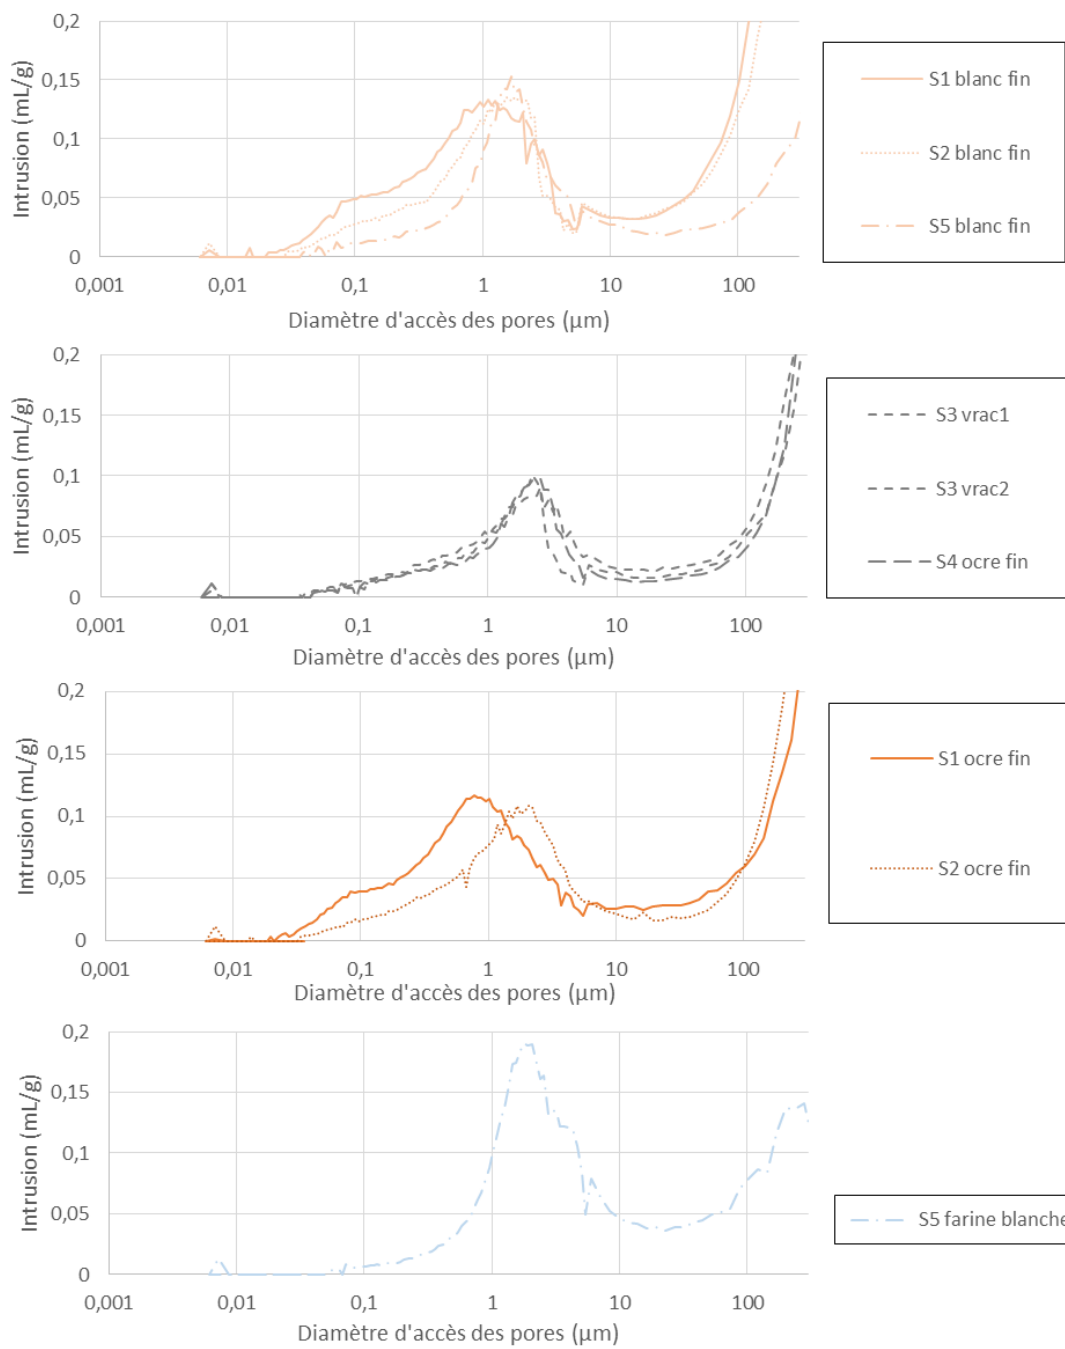 0,2
0,15
0,1
0,05
0
Intrusion (mL/g)
0,001
0,01
0,1
1
10
100
Diamètre d'accès des pores (µm)
S1 blanc fin
S2 blanc fin
S5 blanc fin
0,2
0,15
0,1
0,05
0
Intrusion (mL/g)
0,001
0,01
0,1
1
10
100
Diamètre d'accès des pores (µm)
S3 vrac1
S3 vrac2
S4 ocre fin
0,2
0,15
0,1
0,05
0
Intrusion (mL/g)
0,001
0,01
0,1
1
10
100
Diamètre d'accès des pores (µm)
S1 ocre fin
S2 ocre fin
0,2
0,15
0,1
0,05
0
Intrusion (mL/g)
0,001
0,01
0,1
1
10
100
Diamètre d'accès des pores (µm)
S5 farine blanche